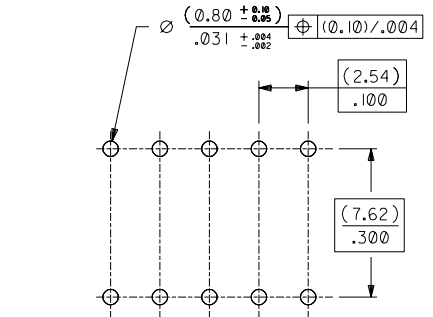 ⌀ (0.80 +0.10 -0.05) ⌖ (0.10)/.004
.031 +.004 -.002
(2.54)
.100
(7.62)
.300